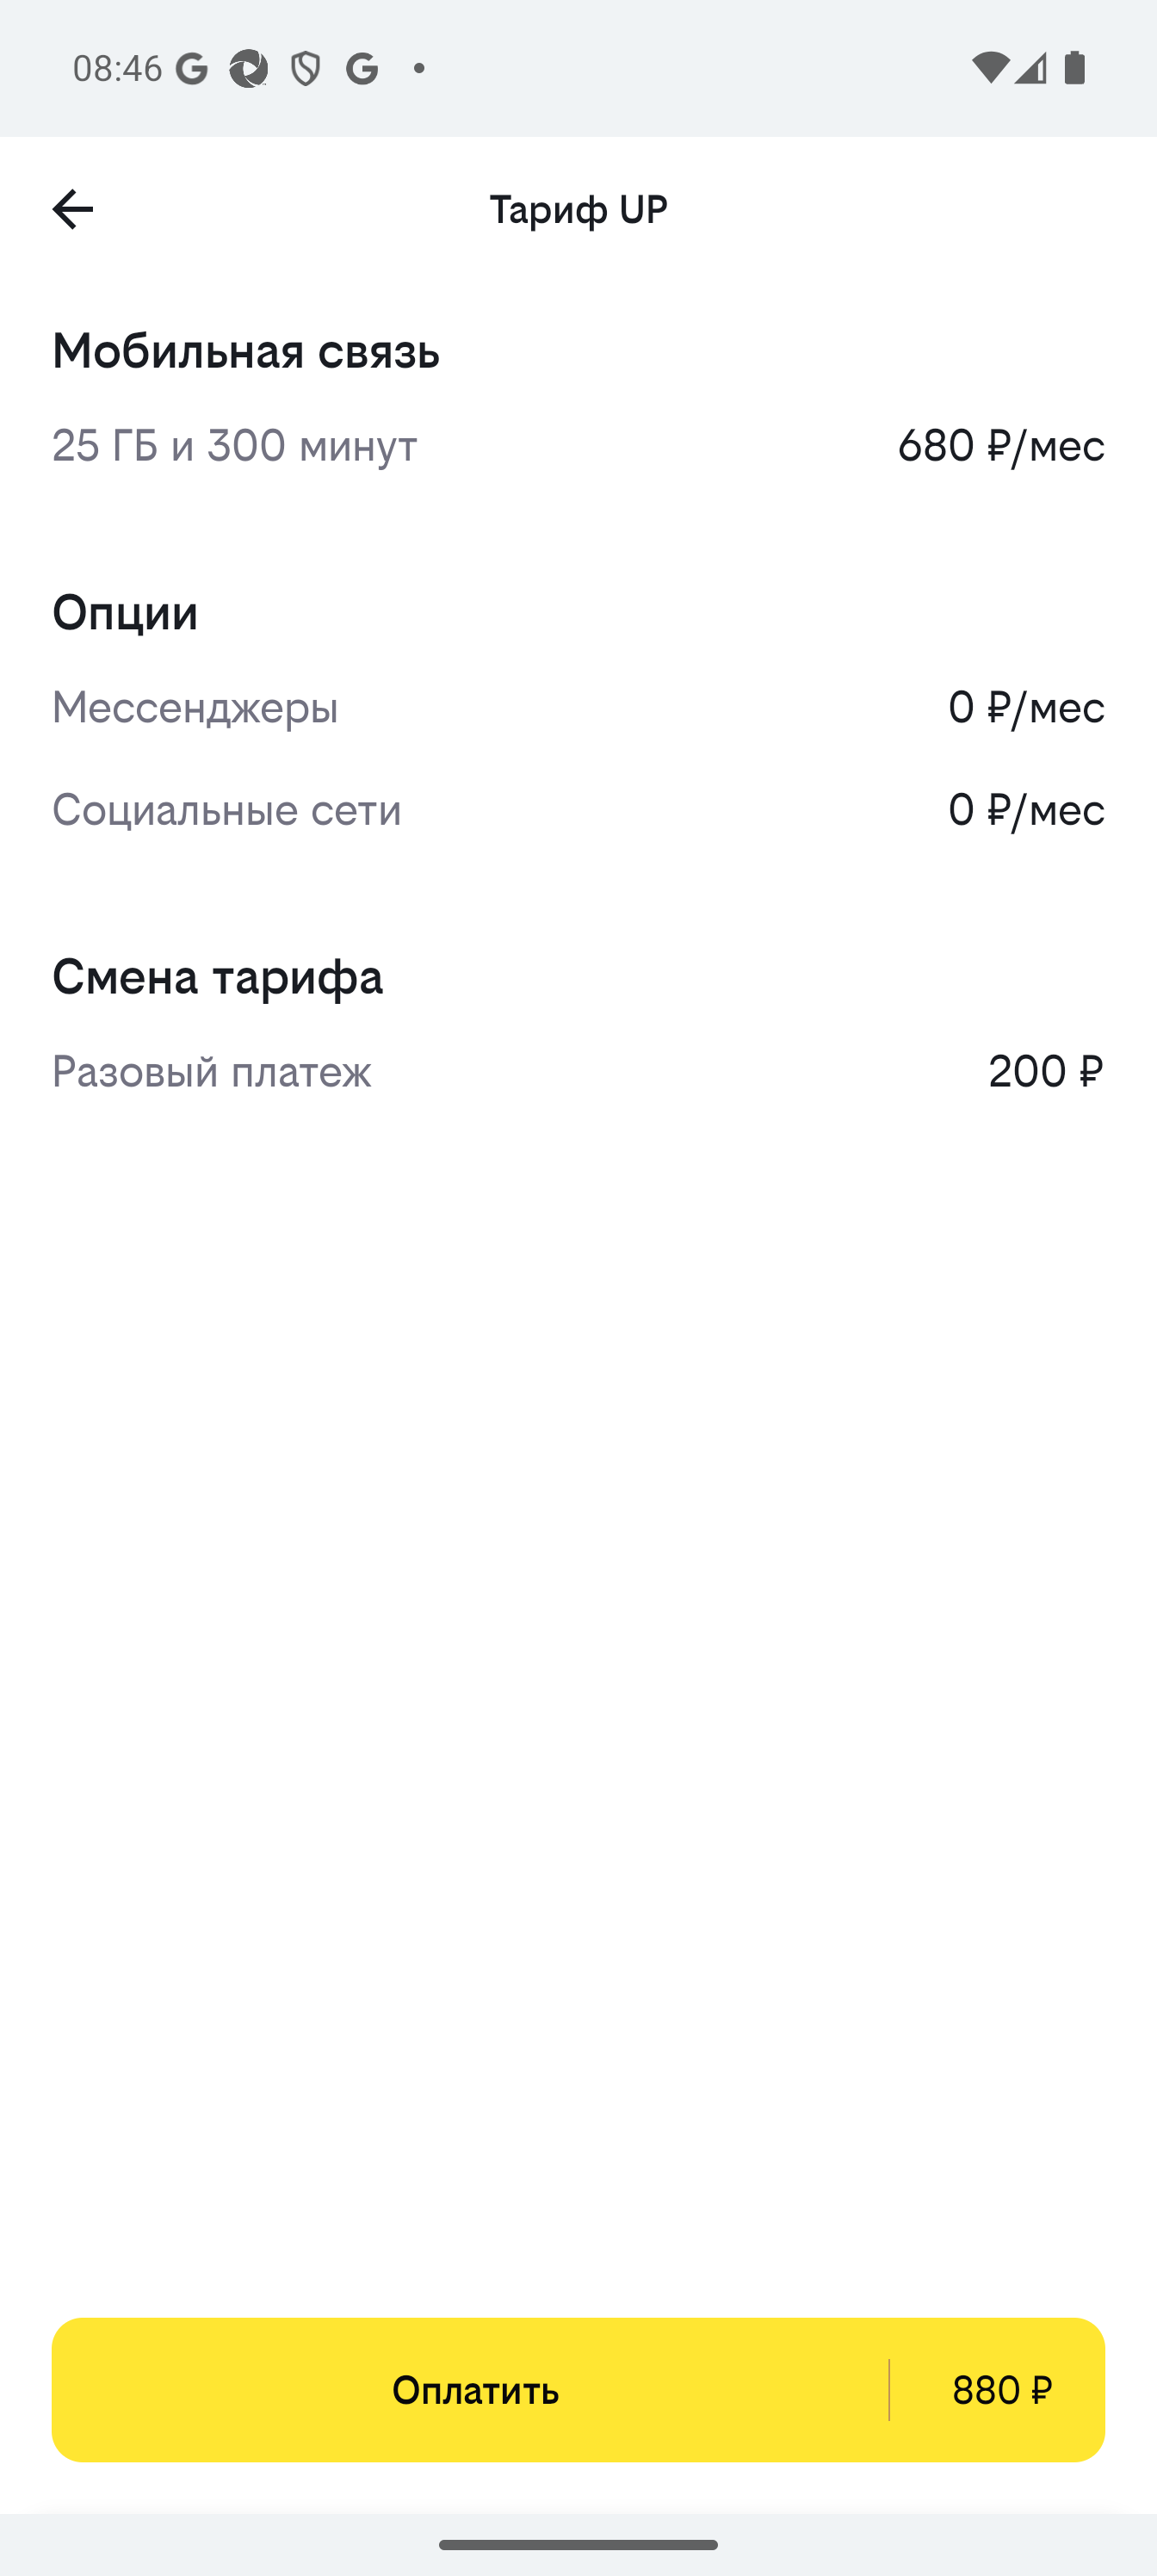 08:46
Тариф UP
Мобильная связь
25 ГБ и 300 минут 680 ₽/мес
Опции
Мессенджеры 0 ₽/мес
Социальные сети 0 ₽/мес
Смена тарифа
Разовый платеж 200 ₽
Оплатить 880 ₽